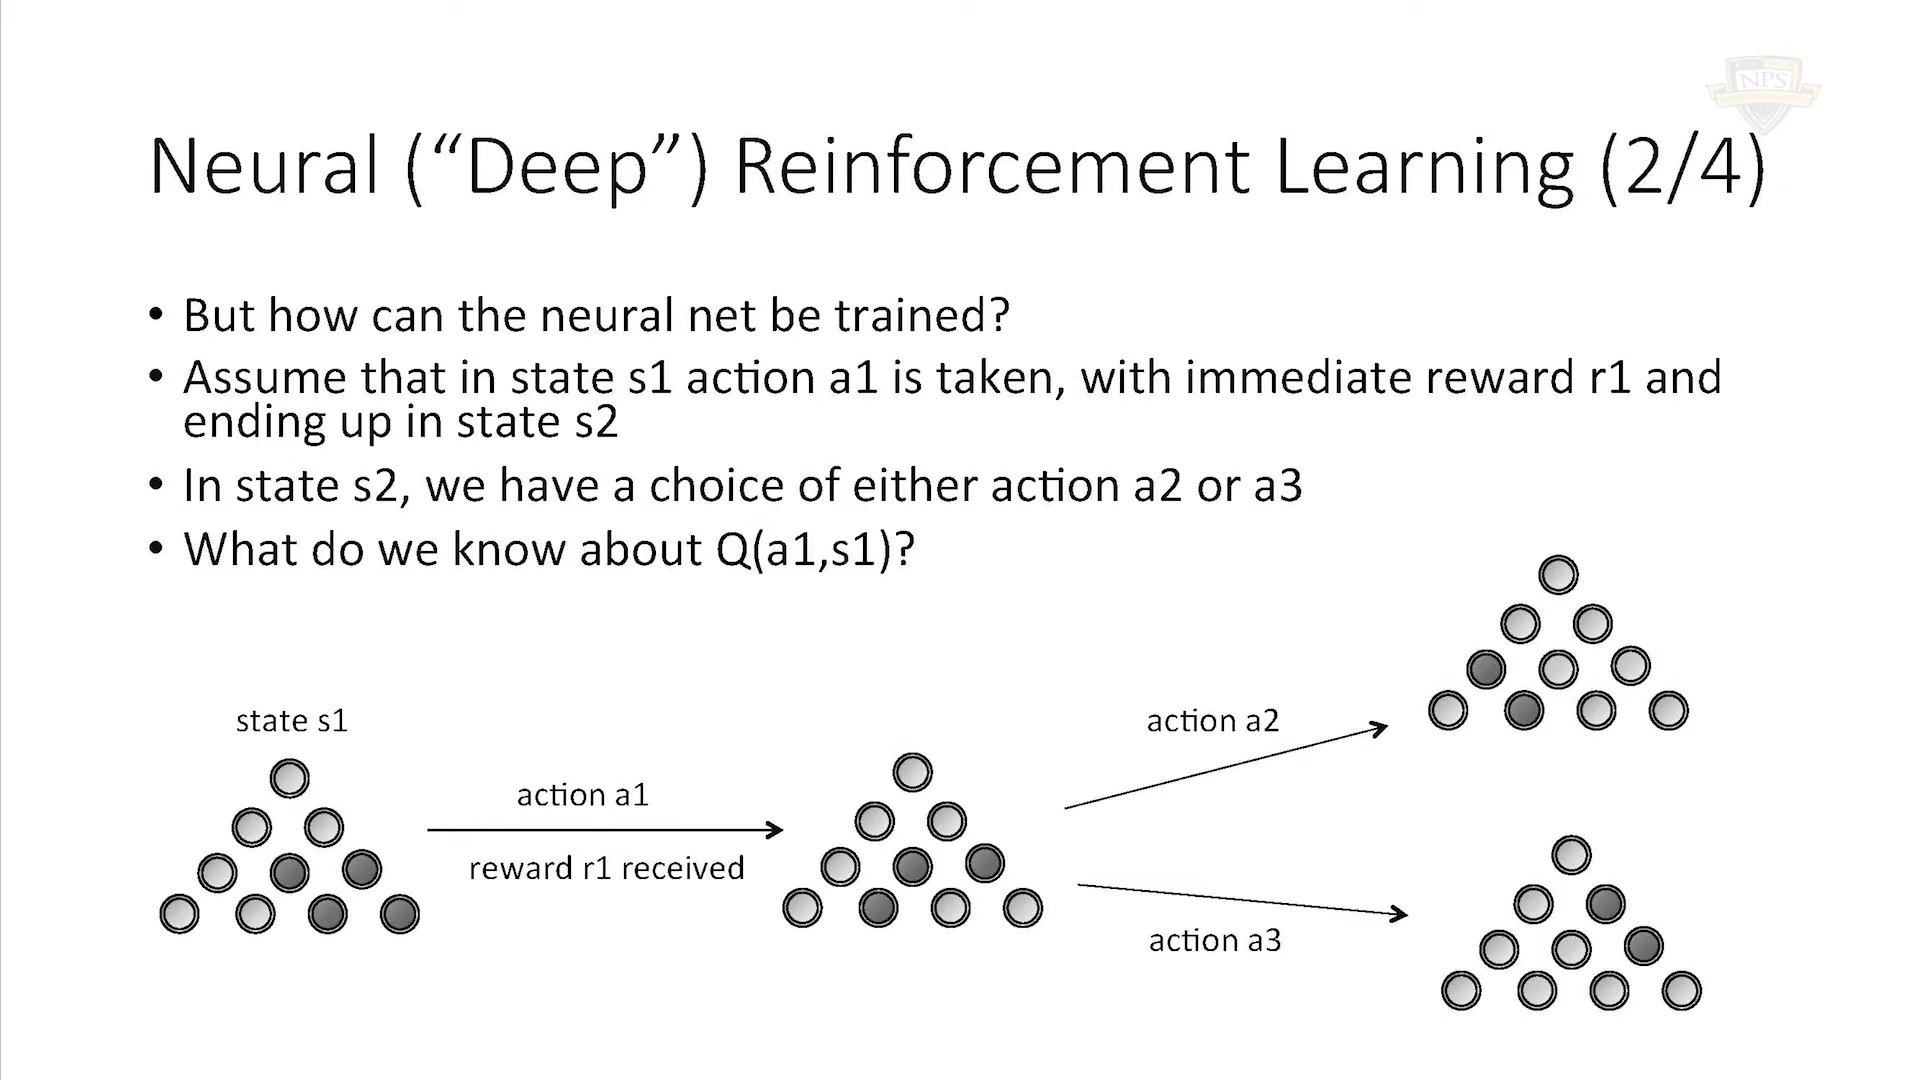 NPS
Neural (“Deep”) Reinforcement Learning (2/4)
• But how can the neural net be trained?
• Assume that in state s1 action a1 is taken, with immediate reward r1 and
ending up in state s2
• In state s2, we have a choice of either action a2 or a3
• What do we know about Q(a1,s1)?
state s1
action a1
reward r1 received
action a2
action a3